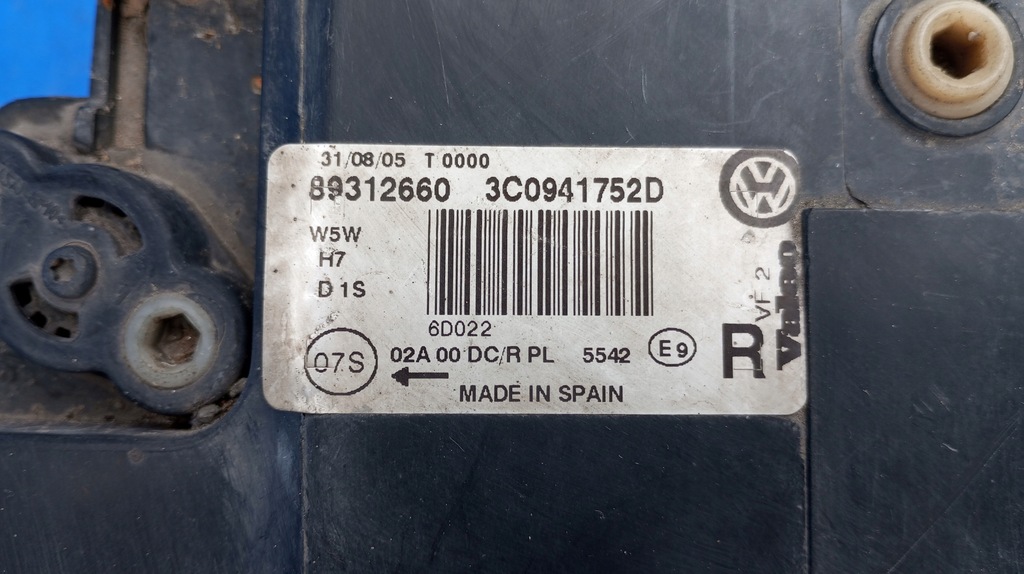 31/08/05 T 0000
89312660 3C0941752D
W5W
H7
D1S
6D022
07S
02A 00 DC/R PL 5542 E9
MADE IN SPAIN
R
VF 2
Valeo